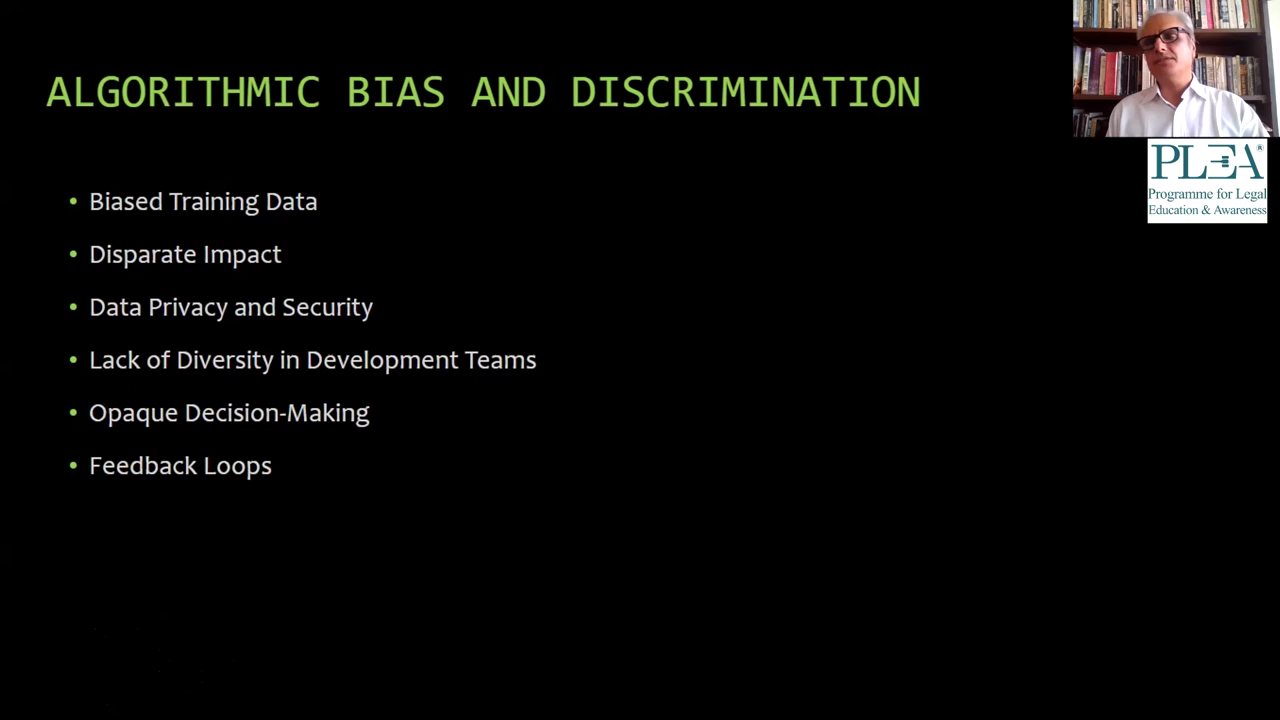 ALGORITHMIC BIAS AND DISCRIMINATION
• Biased Training Data
• Disparate Impact
• Data Privacy and Security
• Lack of Diversity in Development Teams
• Opaque Decision-Making
• Feedback Loops
PLEA®
Programme for Legal
Education & Awareness